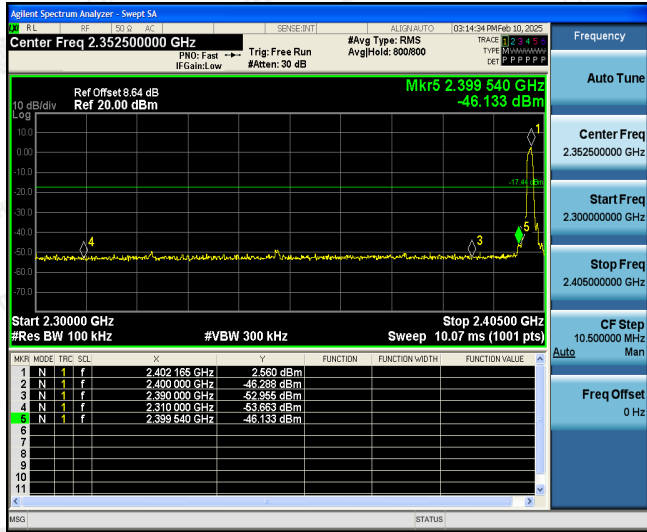 Agilent Spectrum Analyzer - Swept SA
LXI RL RF 50 Ω AC SENSE:INT ALIGN AUTO 03:14:34 PM Feb 10, 2025
Center Freq 2.352500000 GHz #Avg Type: RMS TRACE 1 2 3 4 5 6
PNO: Fast Trig: Free Run Avg|Hold: 800/800 TYPE M
IFGain:Low #Atten: 30 dB DET P P P P P P
Mkr5 2.399 540 GHz
-46.133 dBm
Ref Offset 8.64 dB
10 dB/div Ref 20.00 dBm
Log
10.0
0.00
-10.0
-20.0
-30.0
-40.0
-50.0
-60.0
-70.0
1
-17.44 dBm
5
3
4
Start 2.30000 GHz Stop 2.40500 GHz
#Res BW 100 kHz #VBW 300 kHz Sweep 10.07 ms (1001 pts)
MKR MODE TRC SCL X Y FUNCTION FUNCTION WIDTH FUNCTION VALUE
1 N 1 f 2.402 165 GHz 2.560 dBm
2 N 1 f 2.400 000 GHz -46.288 dBm
3 N 1 f 2.390 000 GHz -52.955 dBm
4 N 1 f 2.310 000 GHz -53.663 dBm
5 N 1 f 2.399 540 GHz -46.133 dBm
6
7
8
9
10
11
MSG STATUS
Frequency
Auto Tune
Center Freq
2.352500000 GHz
Start Freq
2.300000000 GHz
Stop Freq
2.405000000 GHz
CF Step
10.500000 MHz
Auto Man
Freq Offset
0 Hz